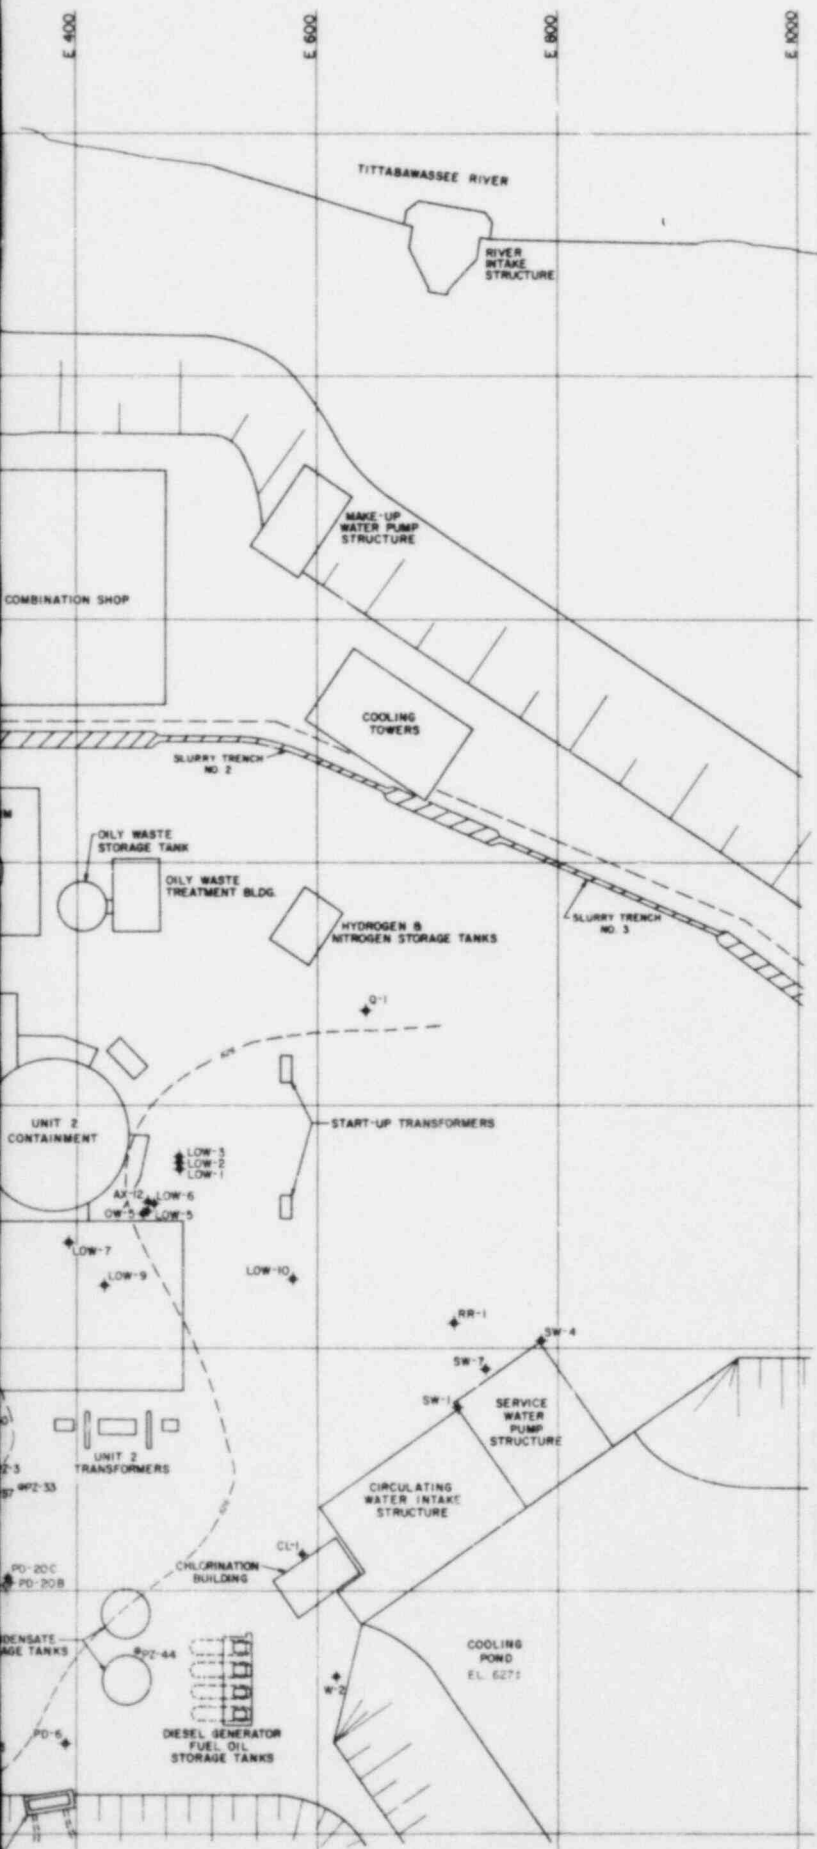 E 400
E 600
E 800
E 1000
TITTABAWASSEE RIVER
RIVER
INTAKE
STRUCTURE
MAKE-UP
WATER PUMP
STRUCTURE
COMBINATION SHOP
COOLING
TOWERS
SLURRY TRENCH
NO. 2
OILY WASTE
STORAGE TANK
OILY WASTE
TREATMENT BLDG.
HYDROGEN &
NITROGEN STORAGE TANKS
SLURRY TRENCH
NO. 3
Q-1
UNIT 2
CONTAINMENT
START-UP TRANSFORMERS
LOW-3
LOW-2
LOW-1
AX-12
LOW-6
OW-5
LOW-5
LOW-7
LOW-9
LOW-10
RR-1
SW-4
SW-7
SW-1
SERVICE
WATER
PUMP
STRUCTURE
UNIT 2
TRANSFORMERS
PZ-33
CIRCULATING
WATER INTAKE
STRUCTURE
CL-1
CHLORINATION
BUILDING
PD-20C
PD-20B
DENSATE
AGE TANKS
PZ-44
COOLING
POND
EL. 627±
W-2
DIESEL GENERATOR
FUEL OIL
STORAGE TANKS
PD-6